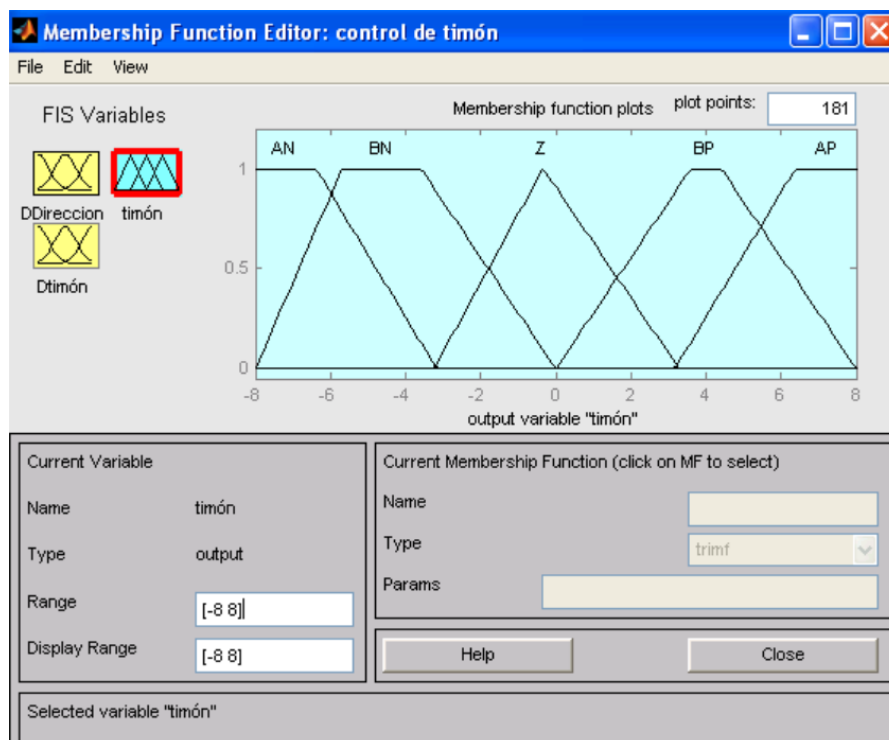 Membership Function Editor: control de timón
File Edit View
FIS Variables
Membership function plots plot points: 181
DDireccion timón
Dtimón
AN BN Z BP AP
1
0.5
0
-8 -6 -4 -2 0 2 4 6 8
output variable "timón"
Current Variable
Name timón
Type output
Range [-8 8]
Display Range [-8 8]
Current Membership Function (click on MF to select)
Name
Type trimf
Params
Help Close
Selected variable "timón"